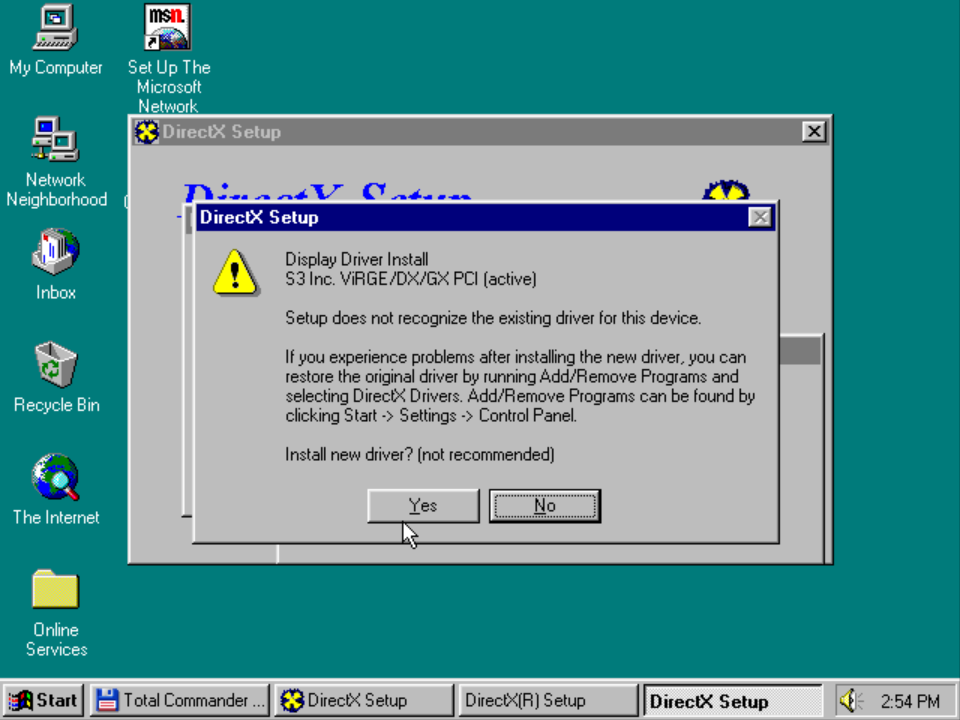 msn.
My Computer
Set Up The
Microsoft
Network
DirectX Setup
Network
Neighborhood
DirectX Setup
DirectX Setup
Display Driver Install
S3 Inc. ViRGE/DX/GX PCI (active)
Setup does not recognize the existing driver for this device.
If you experience problems after installing the new driver, you can
restore the original driver by running Add/Remove Programs and
selecting DirectX Drivers. Add/Remove Programs can be found by
clicking Start -> Settings -> Control Panel.
Install new driver? (not recommended)
Yes
No
Inbox
Recycle Bin
The Internet
Online
Services
Start
Total Commander ...
DirectX Setup
DirectX(R) Setup
DirectX Setup
2:54 PM